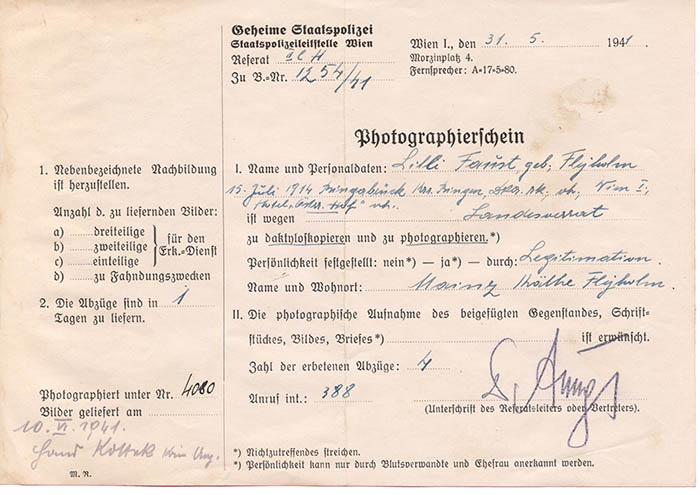 Geheime Staatspolizei
Staatspolizeileitstelle Wien
Referat
Zu B.-Nr. 1254/41
Wien I., den 31. 5. 1941.
Morzinplatz 4.
Fernsprecher: A-17-5-80.
Photographierschein
1. Nebenbezeichnete Nachbildung
ist herzustellen.
Anzahl d. zu liefernden Bilder:
a) dreiteilige
b) zweiteilige
c) einteilige
für den
Erk.-Dienst
d) zu Fahndungszwecken
2. Die Abzüge sind in 1
Tagen zu liefern.
Photographiert unter Nr. 4080
Bilder geliefert am
10. VI. 1941.
M. R.
I. Name und Personaldaten: Lilli Faust, geb,
15. Juli 1914 Wien I,
ist wegen Landesverrat
zu daktyloskopieren und zu photographieren.*)
Persönlichkeit festgestellt: nein*) — ja*) — durch: Legitimation.
Name und Wohnort: Mainz Käthe
II. Die photographische Aufnahme des beigefügten Gegenstandes, Schrift-
stückes, Bildes, Briefes*) ist erwünscht.
Zahl der erbetenen Abzüge: 4
Anruf int.: 388
(Unterschrift des Referatsleiters oder Vertreters).
*) Nichtzutreffendes streichen.
*) Persönlichkeit kann nur durch Blutsverwandte und Ehefrau anerkannt werden.